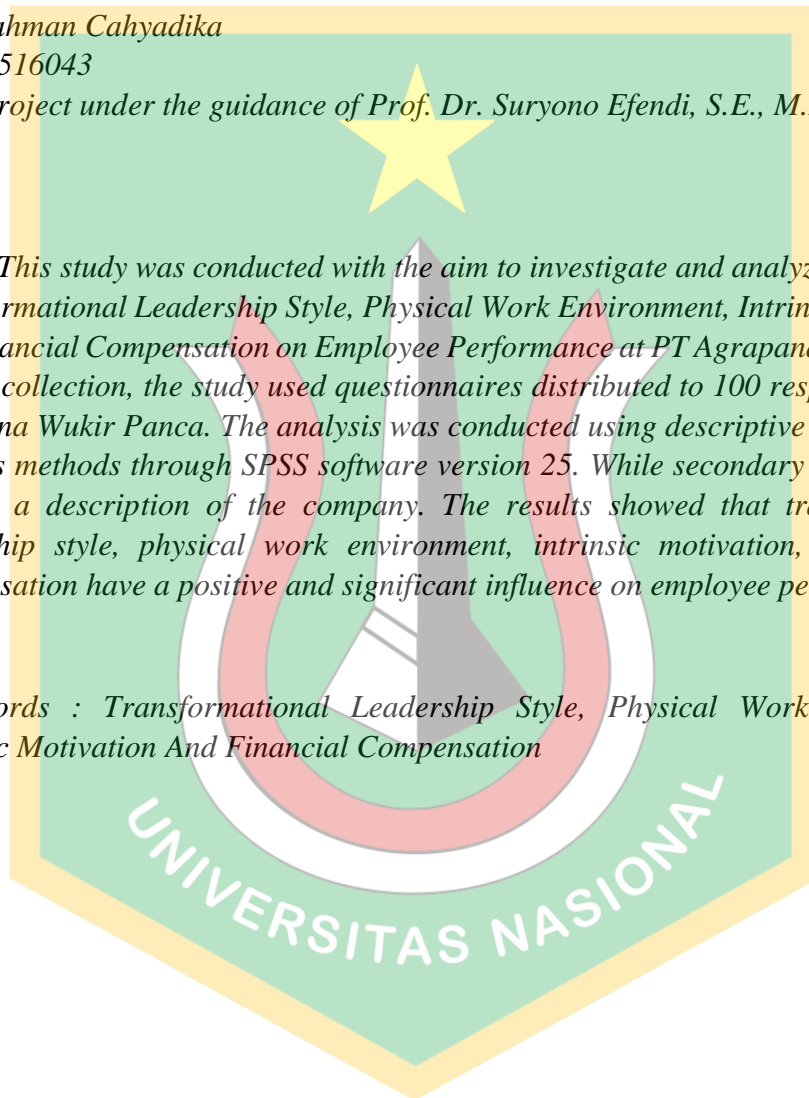 ahman Cahyadika
516043
roject under the guidance of Prof. Dr. Suryono Efendi, S.E., M.
This study was conducted with the aim to investigate and analyz
rmational Leadership Style, Physical Work Environment, Intrin
ancial Compensation on Employee Performance at PT Agrapana
collection, the study used questionnaires distributed to 100 resp
na Wukir Panca. The analysis was conducted using descriptive
s methods through SPSS software version 25. While secondary
a description of the company. The results showed that tra
hip style, physical work environment, intrinsic motivation,
sation have a positive and significant influence on employee pe
ords : Transformational Leadership Style, Physical Work
c Motivation And Financial Compensation
UNIVERSITAS NASIONAL